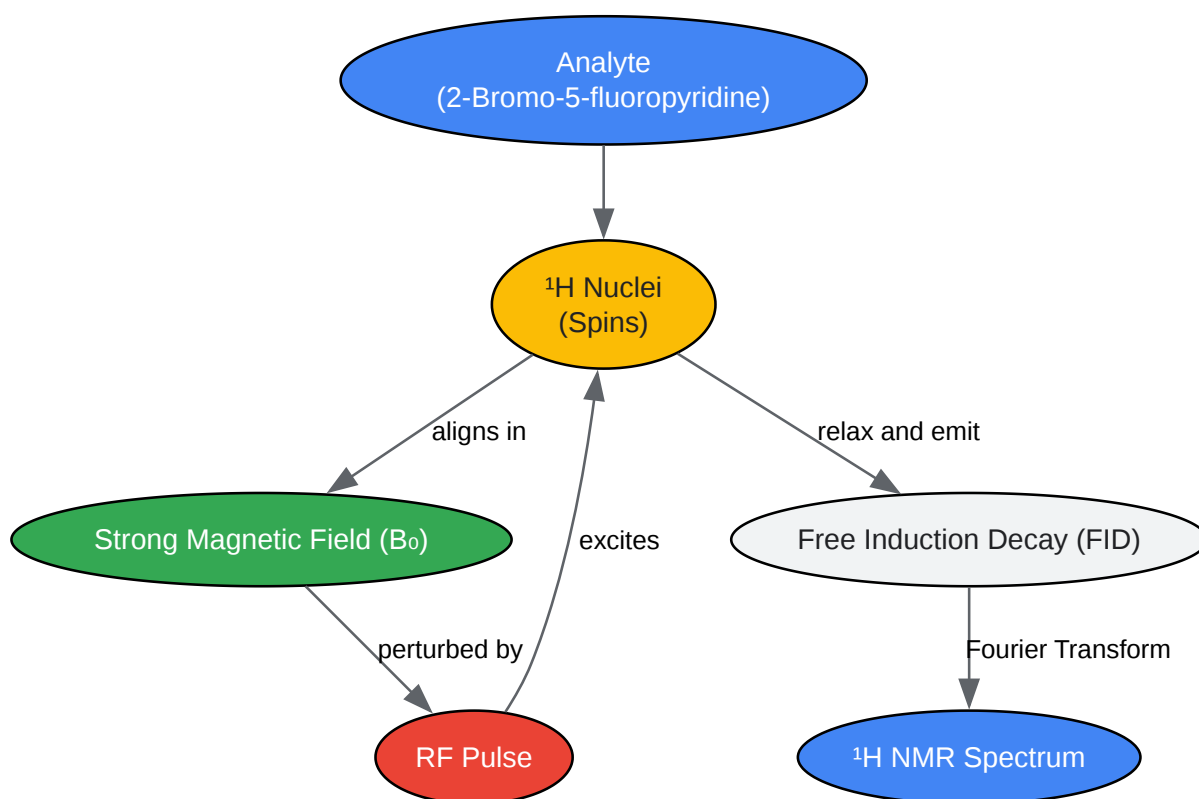 Analyte
(2-Bromo-5-fluoropyridine)
¹H Nuclei
(Spins)
aligns in
relax and emit
Strong Magnetic Field (B₀)
excites
Free Induction Decay (FID)
perturbed by
Fourier Transform
RF Pulse
¹H NMR Spectrum